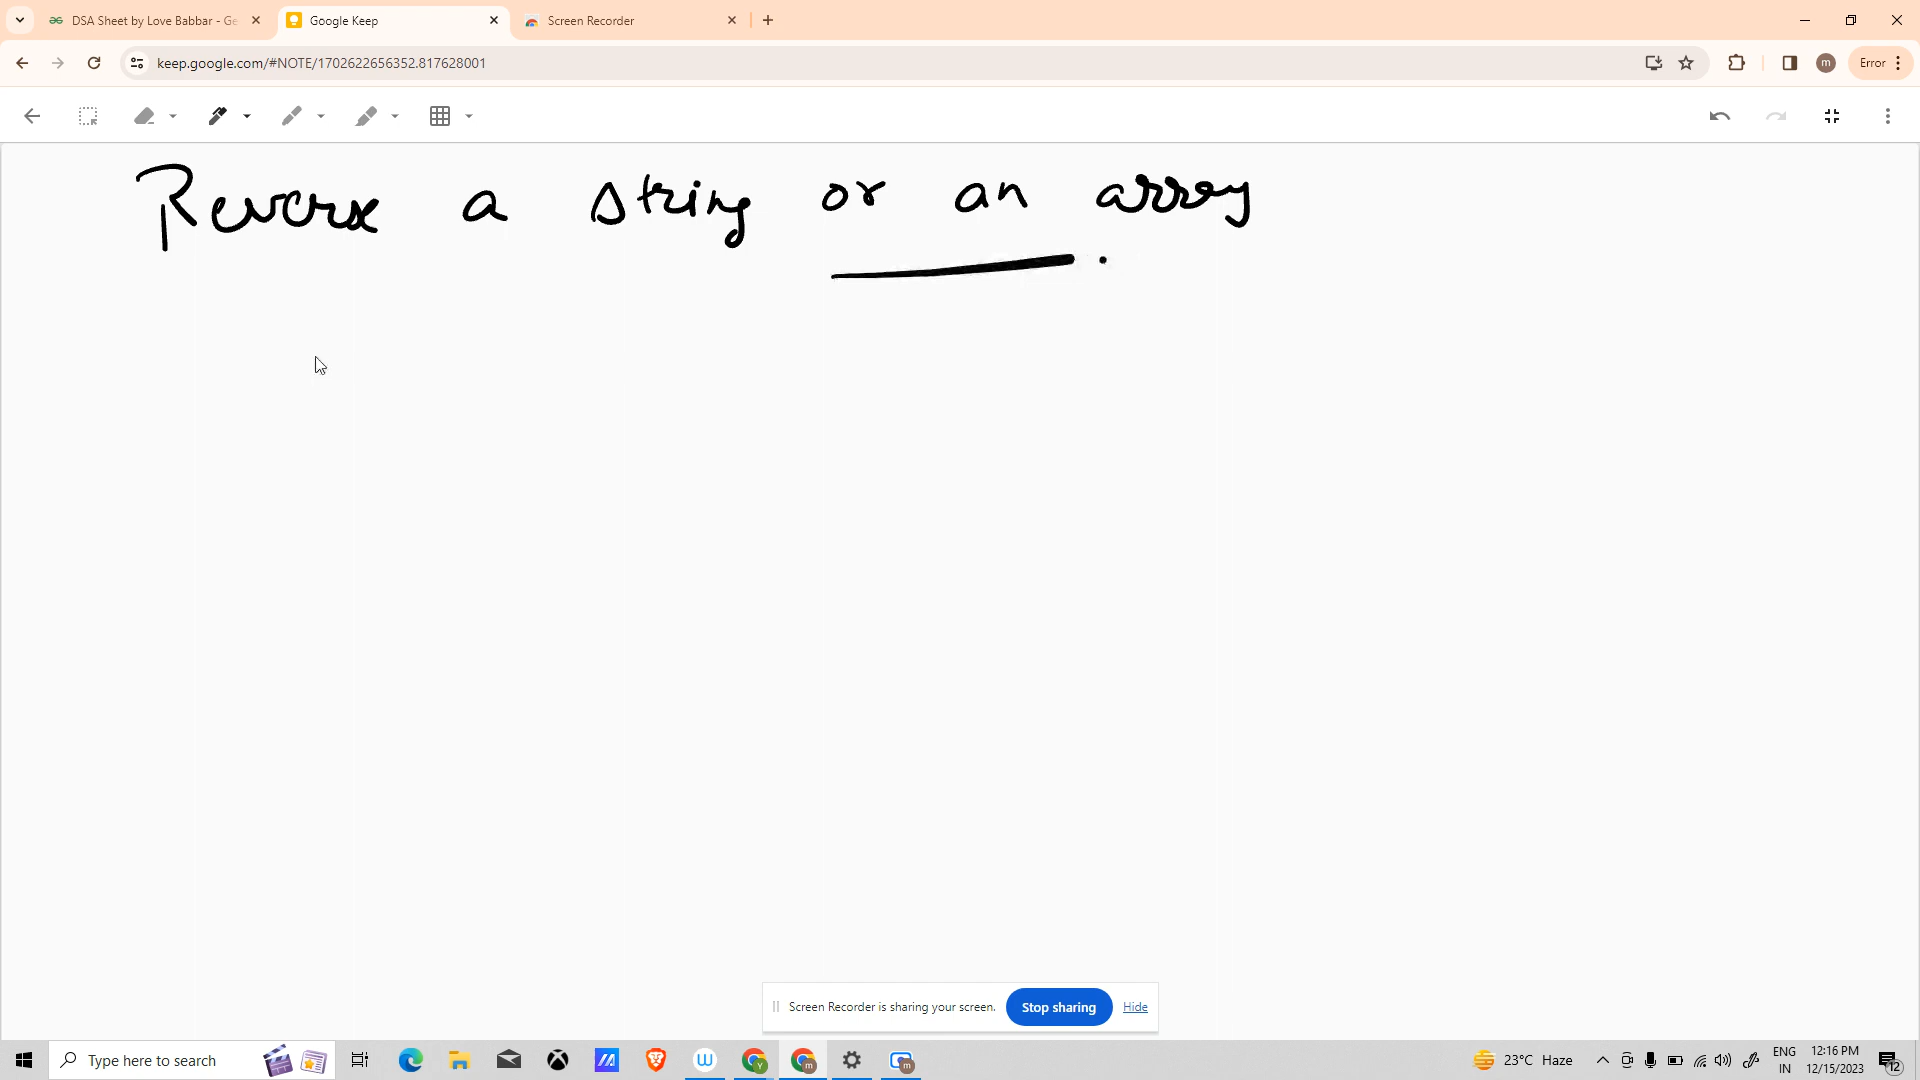 DSA Sheet by Love Babbar - Ge
Google Keep
Screen Recorder
keep.google.com/#NOTE/1702622656352.817628001
m
Error
Reverse a string or an array
Screen Recorder is sharing your screen. Stop sharing Hide
Type here to search
23°C Haze
ENG
IN
12:16 PM
12/15/2023
12